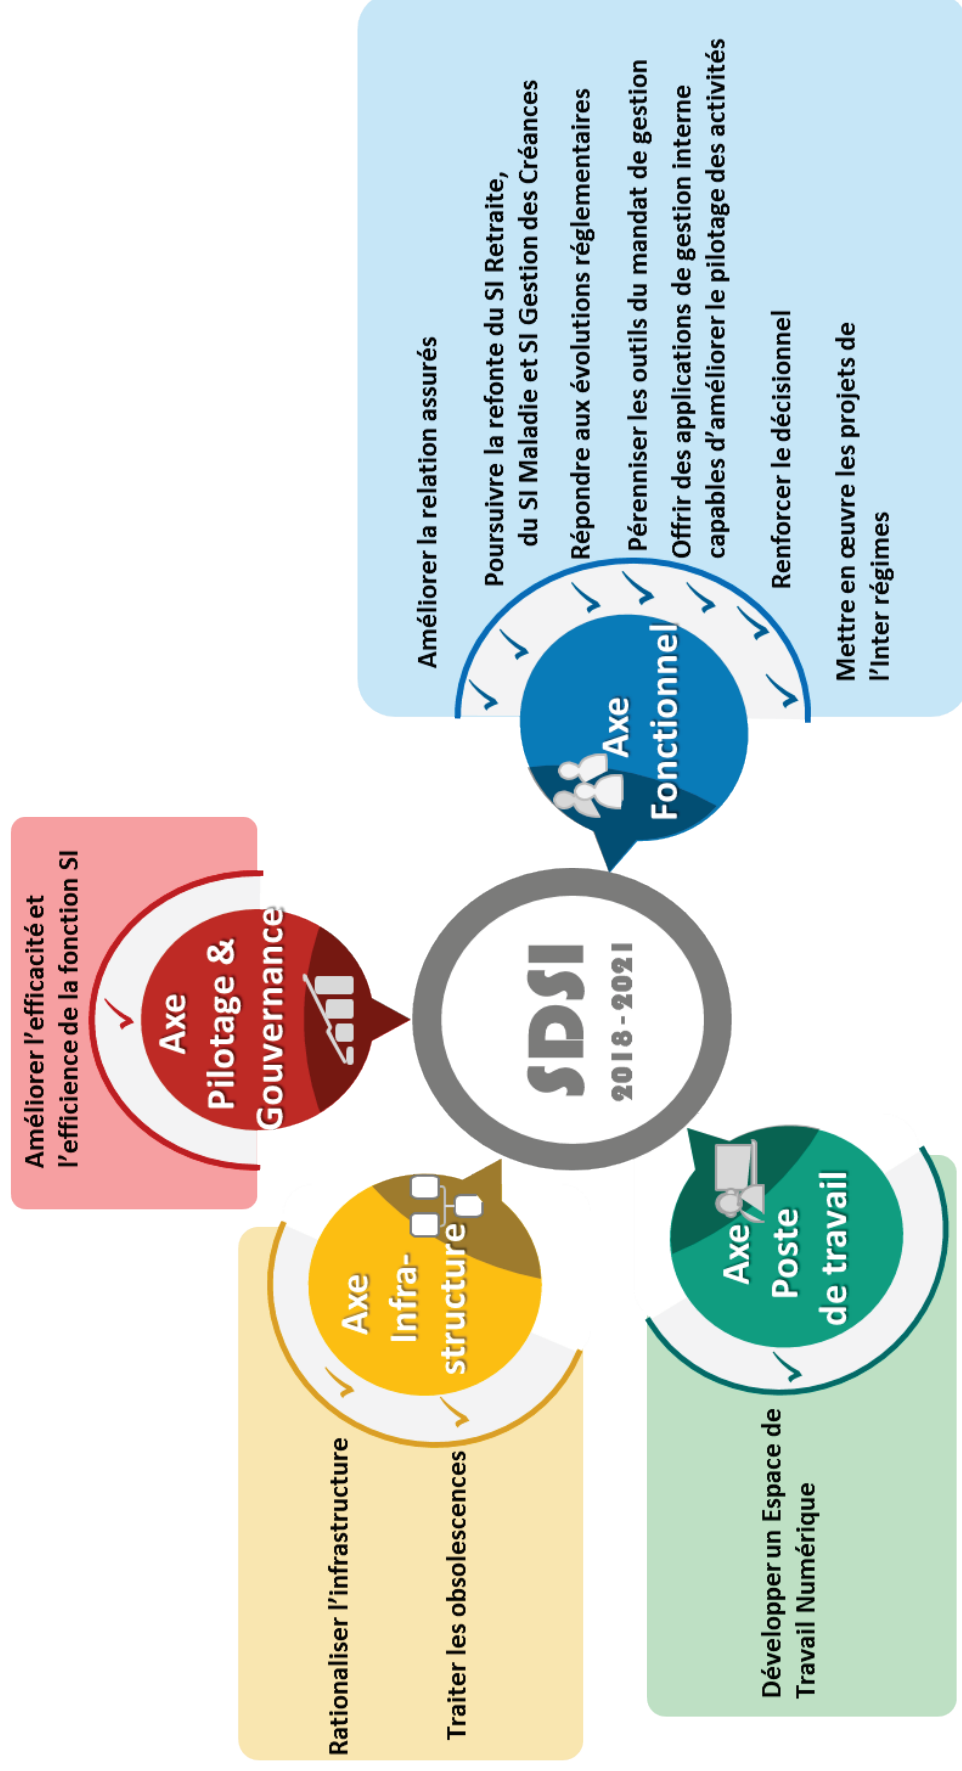 Améliorer l’efficacité et
l’efficience de la fonction SI
Axe
Pilotage &
Gouvernance
Rationaliser l’infrastructure
Traiter les obsolescences
Axe
Infra-
structure
SDSI
2018-2021
Axe
Fonctionnel
Améliorer la relation assurés
Poursuivre la refonte du SI Retraite,
du SI Maladie et SI Gestion des Créances
Répondre aux évolutions réglementaires
Pérenniser les outils du mandat de gestion
Offrir des applications de gestion interne
capables d’améliorer le pilotage des activités
Renforcer le décisionnel
Mettre en œuvre les projets de
l’Inter régimes
Développer un Espace de
Travail Numérique
Axe
Poste
de travail